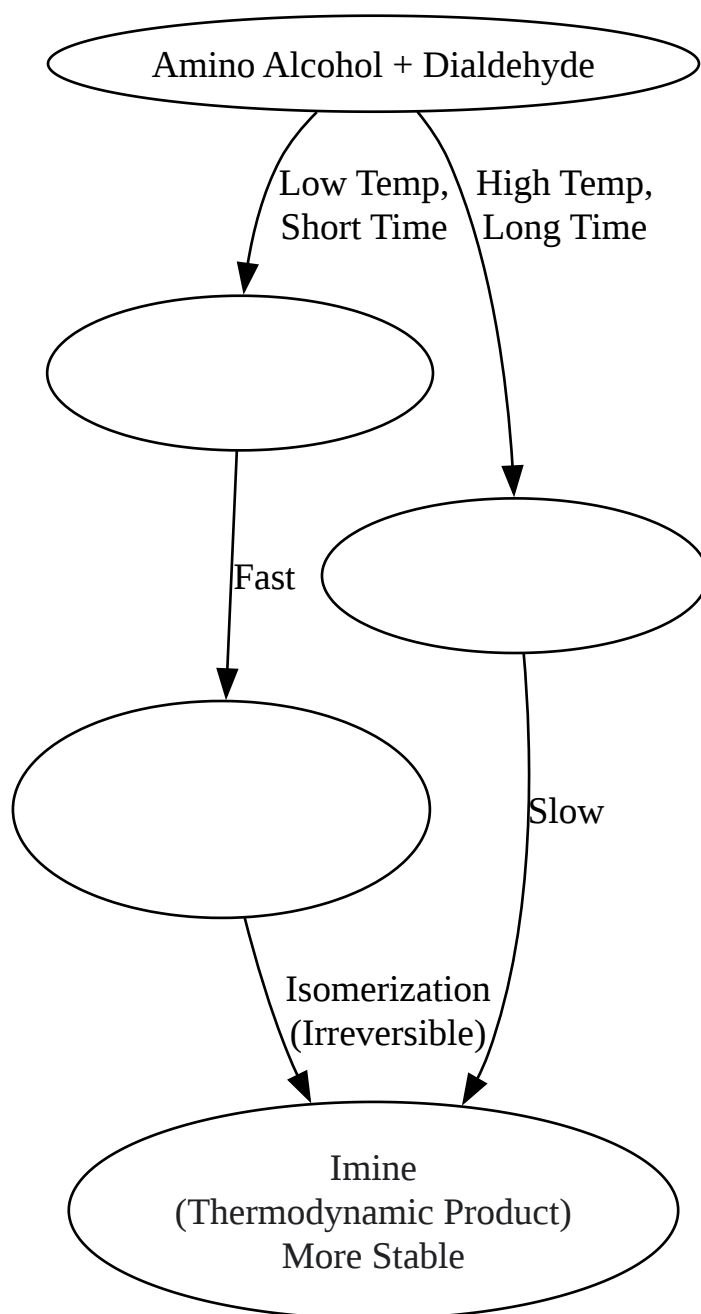 Amino Alcohol + Dialdehyde
Low Temp,
Short Time
High Temp,
Long Time
Fast
Slow
Isomerization
(Irreversible)
Imine
(Thermodynamic Product)
More Stable